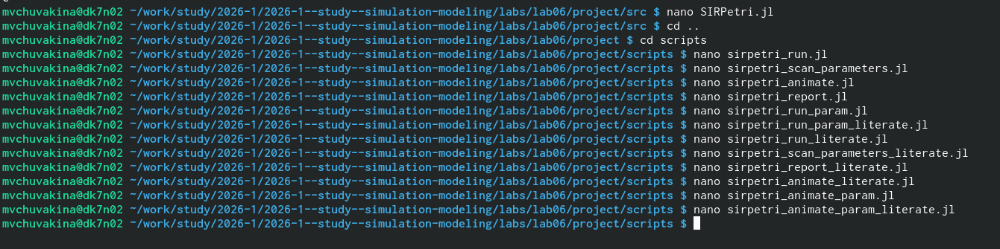 mvchuvakina@dk7n02 ~/work/study/2026-1/2026-1--study--simulation-modeling/labs/lab06/project/src $ nano SIRPetri.jl
mvchuvakina@dk7n02 ~/work/study/2026-1/2026-1--study--simulation-modeling/labs/lab06/project/src $ cd ..
mvchuvakina@dk7n02 ~/work/study/2026-1/2026-1--study--simulation-modeling/labs/lab06/project $ cd scripts
mvchuvakina@dk7n02 ~/work/study/2026-1/2026-1--study--simulation-modeling/labs/lab06/project/scripts $ nano sirpetri_run.jl
mvchuvakina@dk7n02 ~/work/study/2026-1/2026-1--study--simulation-modeling/labs/lab06/project/scripts $ nano sirpetri_scan_parameters.jl
mvchuvakina@dk7n02 ~/work/study/2026-1/2026-1--study--simulation-modeling/labs/lab06/project/scripts $ nano sirpetri_animate.jl
mvchuvakina@dk7n02 ~/work/study/2026-1/2026-1--study--simulation-modeling/labs/lab06/project/scripts $ nano sirpetri_report.jl
mvchuvakina@dk7n02 ~/work/study/2026-1/2026-1--study--simulation-modeling/labs/lab06/project/scripts $ nano sirpetri_run_param.jl
mvchuvakina@dk7n02 ~/work/study/2026-1/2026-1--study--simulation-modeling/labs/lab06/project/scripts $ nano sirpetri_run_param_literate.jl
mvchuvakina@dk7n02 ~/work/study/2026-1/2026-1--study--simulation-modeling/labs/lab06/project/scripts $ nano sirpetri_run_literate.jl
mvchuvakina@dk7n02 ~/work/study/2026-1/2026-1--study--simulation-modeling/labs/lab06/project/scripts $ nano sirpetri_scan_parameters_literate.jl
mvchuvakina@dk7n02 ~/work/study/2026-1/2026-1--study--simulation-modeling/labs/lab06/project/scripts $ nano sirpetri_report_literate.jl
mvchuvakina@dk7n02 ~/work/study/2026-1/2026-1--study--simulation-modeling/labs/lab06/project/scripts $ nano sirpetri_animate_literate.jl
mvchuvakina@dk7n02 ~/work/study/2026-1/2026-1--study--simulation-modeling/labs/lab06/project/scripts $ nano sirpetri_animate_param.jl
mvchuvakina@dk7n02 ~/work/study/2026-1/2026-1--study--simulation-modeling/labs/lab06/project/scripts $ nano sirpetri_animate_param_literate.jl
mvchuvakina@dk7n02 ~/work/study/2026-1/2026-1--study--simulation-modeling/labs/lab06/project/scripts $